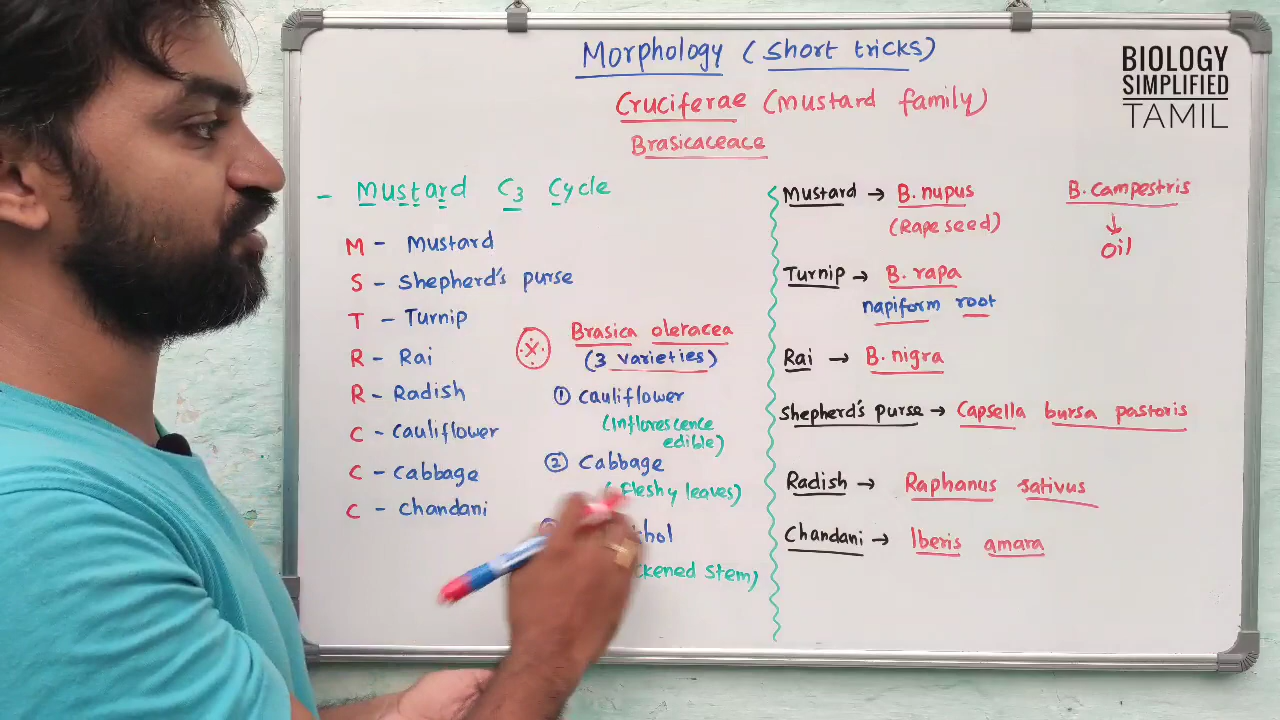 Morphology (short tricks)
BIOLOGY
SIMPLIFIED
TAMIL
Cruciferae (mustard family)
Brasicaceace
- Mustard C3 Cycle
M - Mustard
S - Shepherd's purse
T - Turnip
R - Rai
R - Radish
C - Cauliflower
C - Cabbage
C - Chandani
Brasica oleracea
(3 varieties)
① Cauliflower
(Inflorescence
edible)
② Cabbage
(Fleshy leaves)
stem)
Mustard → B. nupus
(Rape seed)
B. campestris
↓
oil
Turnip → B. rapa
napiform root
Rai → B. nigra
Shepherd's purse → Capsella bursa pastoris
Radish → Raphanus sativus
Chandani → Iberis amara